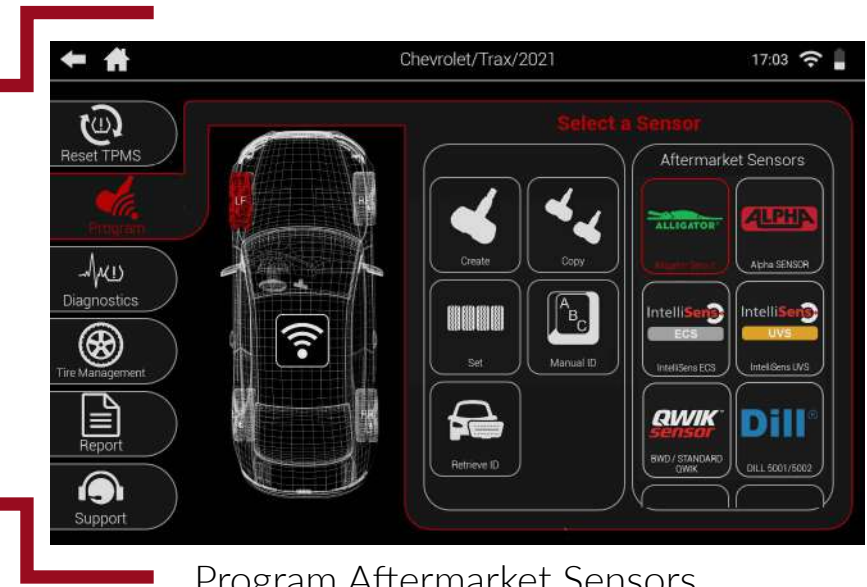 Chevrolet/Trax/2021
17:03
Reset TPMS
Program
Diagnostics
Tire Management
Report
Support
LF
Select a Sensor
Create
Copy
Set
A
B
C
Manual ID
Retrieve ID
Aftermarket Sensors
ALLIGATOR
ALPHA
Alpha SENSOR
IntelliSens
ECS
IntelliSens ECS
IntelliSens
UVS
IntelliSens UVS
QWIK
sensor
BWD / STANDARD
QWIK
Dill®
DILL 5001/5002
Program Aftermarket Sensors